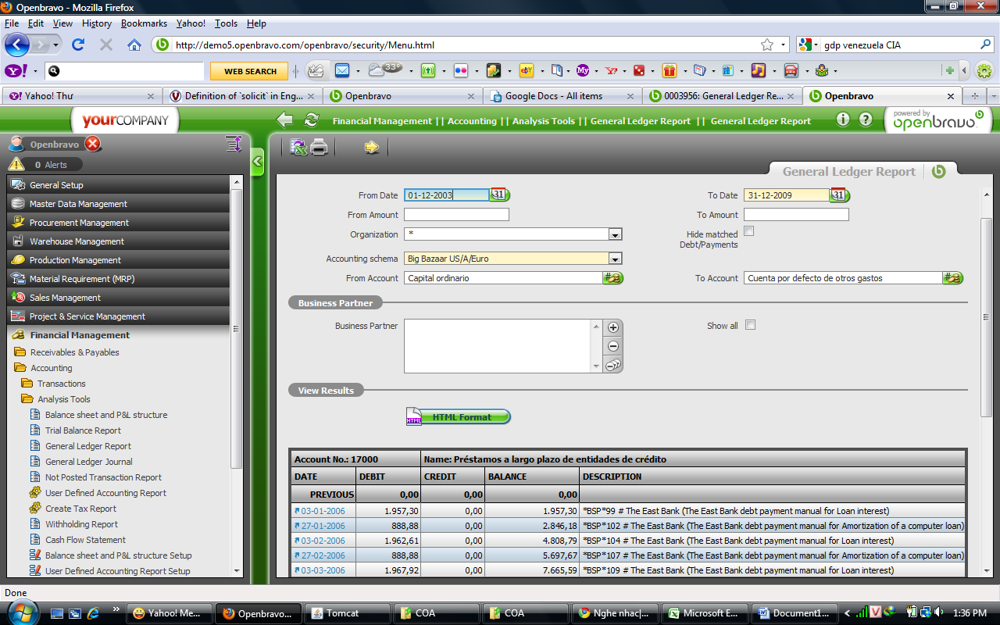 Openbravo - Mozilla Firefox
File Edit View History Bookmarks Yahoo! Tools Help
http://demo5.openbravo.com/openbravo/security/Menu.html
gdp venezuela CIA
Y! WEB SEARCH 33°
Yahoo! Thư
Definition of `solicit` in Eng...
Openbravo
Google Docs - All items
0003956: General Ledger Re...
Openbravo
yourCOMPANY
Financial Management || Accounting || Analysis Tools || General Ledger Report || General Ledger Report
powered by
openbravo
Openbravo
0 Alerts
General Setup
Master Data Management
Procurement Management
Warehouse Management
Production Management
Material Requirement (MRP)
Sales Management
Project & Service Management
Financial Management
Receivables & Payables
Accounting
Transactions
Analysis Tools
Balance sheet and P&L structure
Trial Balance Report
General Ledger Report
General Ledger Journal
Not Posted Transaction Report
User Defined Accounting Report
Create Tax Report
Withholding Report
Cash Flow Statement
Balance sheet and P&L structure Setup
User Defined Accounting Report Setup
General Ledger Report
From Date 01-12-2003 31 To Date 31-12-2009 31
From Amount To Amount
Organization * Hide matched
Debt/Payments
Accounting schema Big Bazaar US/A/Euro
From Account Capital ordinario To Account Cuenta por defecto de otros gastos
Business Partner
Business Partner Show all
View Results
HTML HTML Format
Account No.: 17000 Name: Préstamos a largo plazo de entidades de crédito
DATE DEBIT CREDIT BALANCE DESCRIPTION
PREVIOUS 0,00 0,00 0,00
03-01-2006 1.957,30 0,00 1.957,30 *BSP*99 # The East Bank (The East Bank debt payment manual for Loan interest)
27-01-2006 888,88 0,00 2.846,18 *BSP*102 # The East Bank (The East Bank debt payment manual for Amortization of a computer loan)
03-02-2006 1.962,61 0,00 4.808,79 *BSP*104 # The East Bank (The East Bank debt payment manual for Loan interest)
27-02-2006 888,88 0,00 5.697,67 *BSP*107 # The East Bank (The East Bank debt payment manual for Amortization of a computer loan)
03-03-2006 1.967,92 0,00 7.665,59 *BSP*109 # The East Bank (The East Bank debt payment manual for Loan interest)
Done
Yahoo! Me... Openbravo... Tomcat COA COA Nghe nhac|... Microsoft E... Document1... 1:36 PM